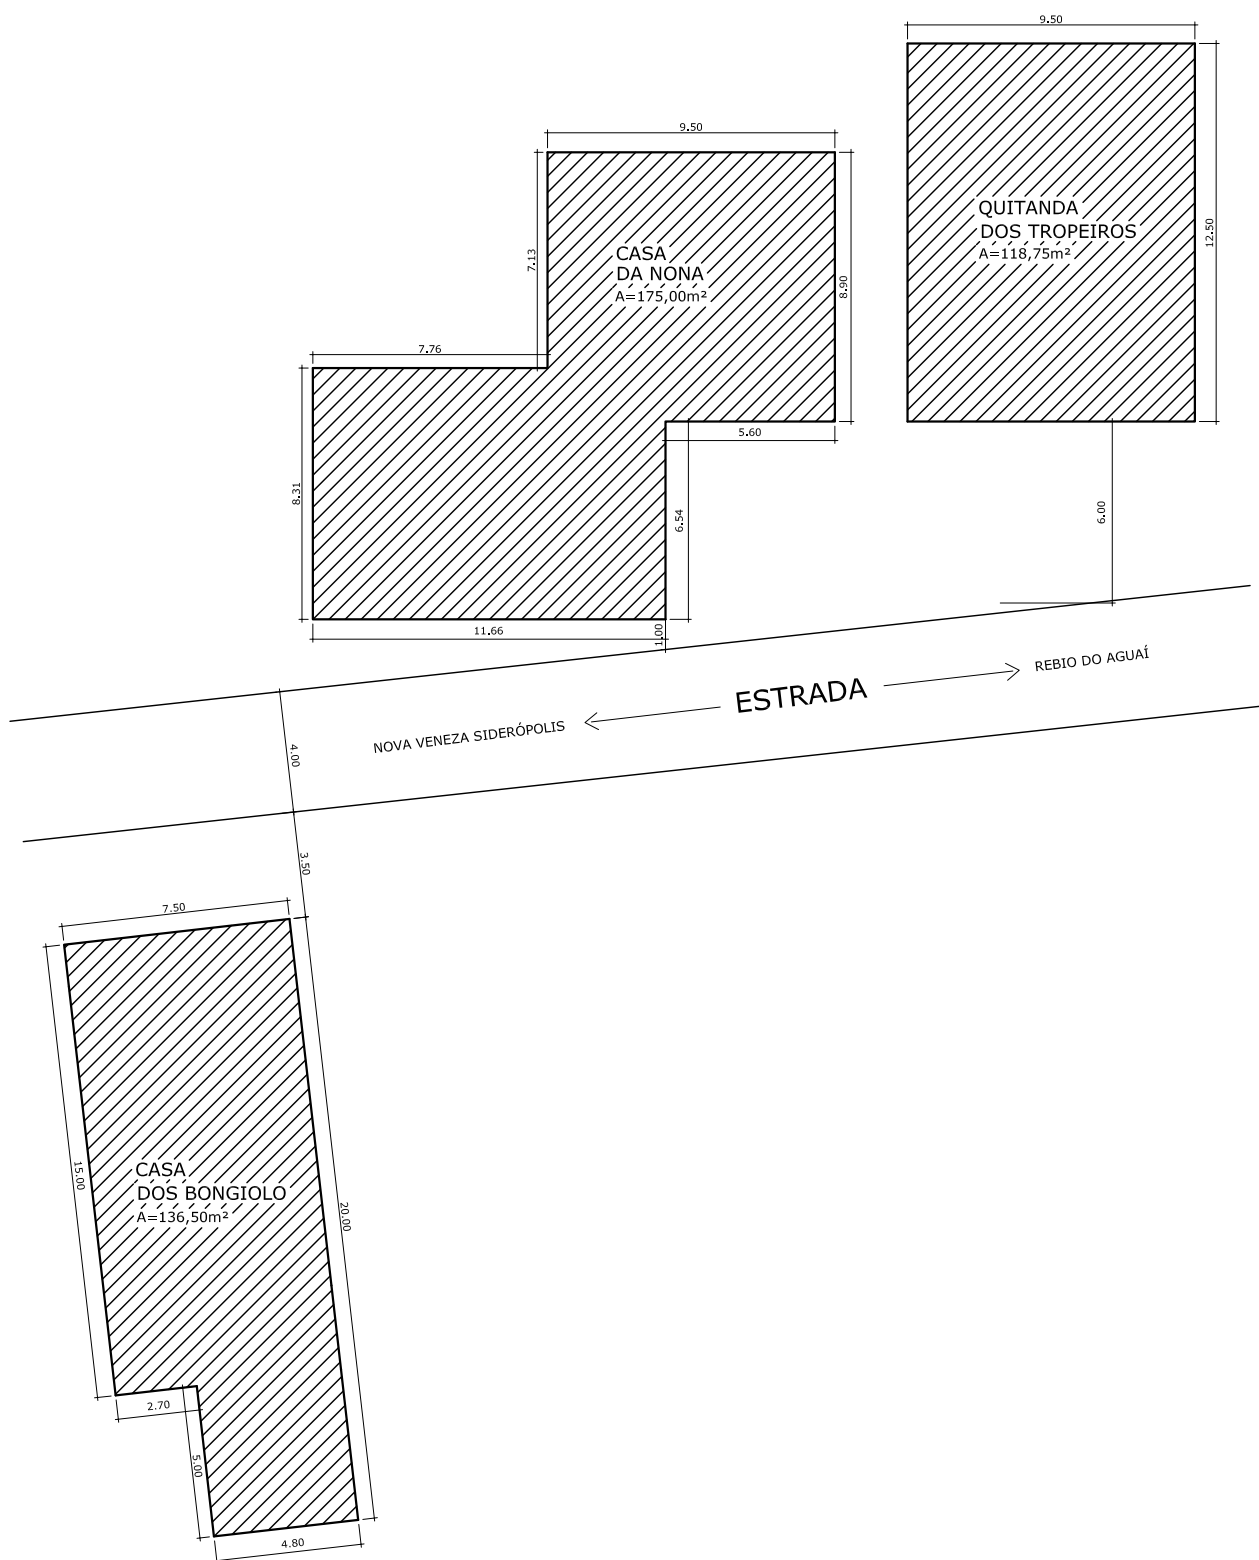 9.50
9.50
QUITANDA
DOS TROPEIROS
A=118,75m²
12.50
CASA
DA NONA
A=175,00m²
7.13
8.90
7.76
5.60
8.31
6.54
6.00
11.66
1.00
REBIO DO AGUAÍ
ESTRADA
NOVA VENEZA SIDERÓPOLIS
4.00
3.50
7.50
15.00
CASA
DOS BONGIOLO
A=136,50m²
20.00
2.70
5.00
4.80